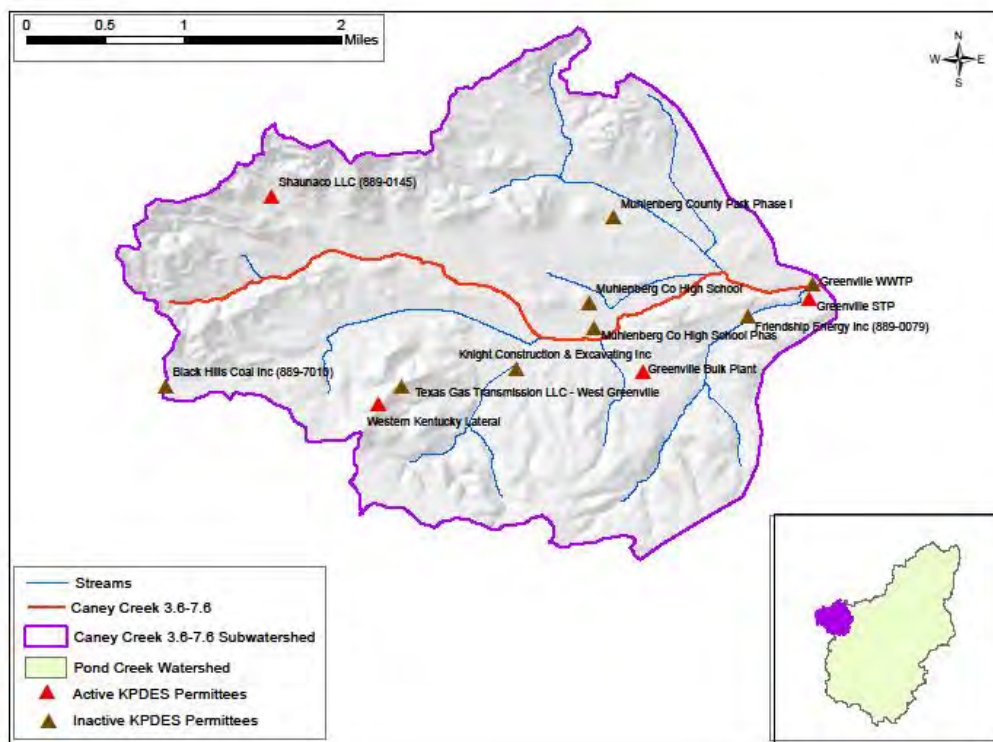 0 0.5 1 2
Miles
N
W E
S
Shaunaco LLC (889-0145)
Muhlenberg County Park Phase I
Greenville WWTP
Muhlenberg Co High School
Greenville STP
Friendship Energy Inc (889-0079)
Muhlenberg Co High School Phas
Knight Construction & Excavating Inc
Black Hills Coal Inc (889-7010)
Greenville Bulk Plant
Texas Gas Transmission LLC - West Greenville
Western Kentucky Lateral
Streams
Caney Creek 3.6-7.6
Caney Creek 3.6-7.6 Subwatershed
Pond Creek Watershed
Active KPDES Permittees
Inactive KPDES Permittees